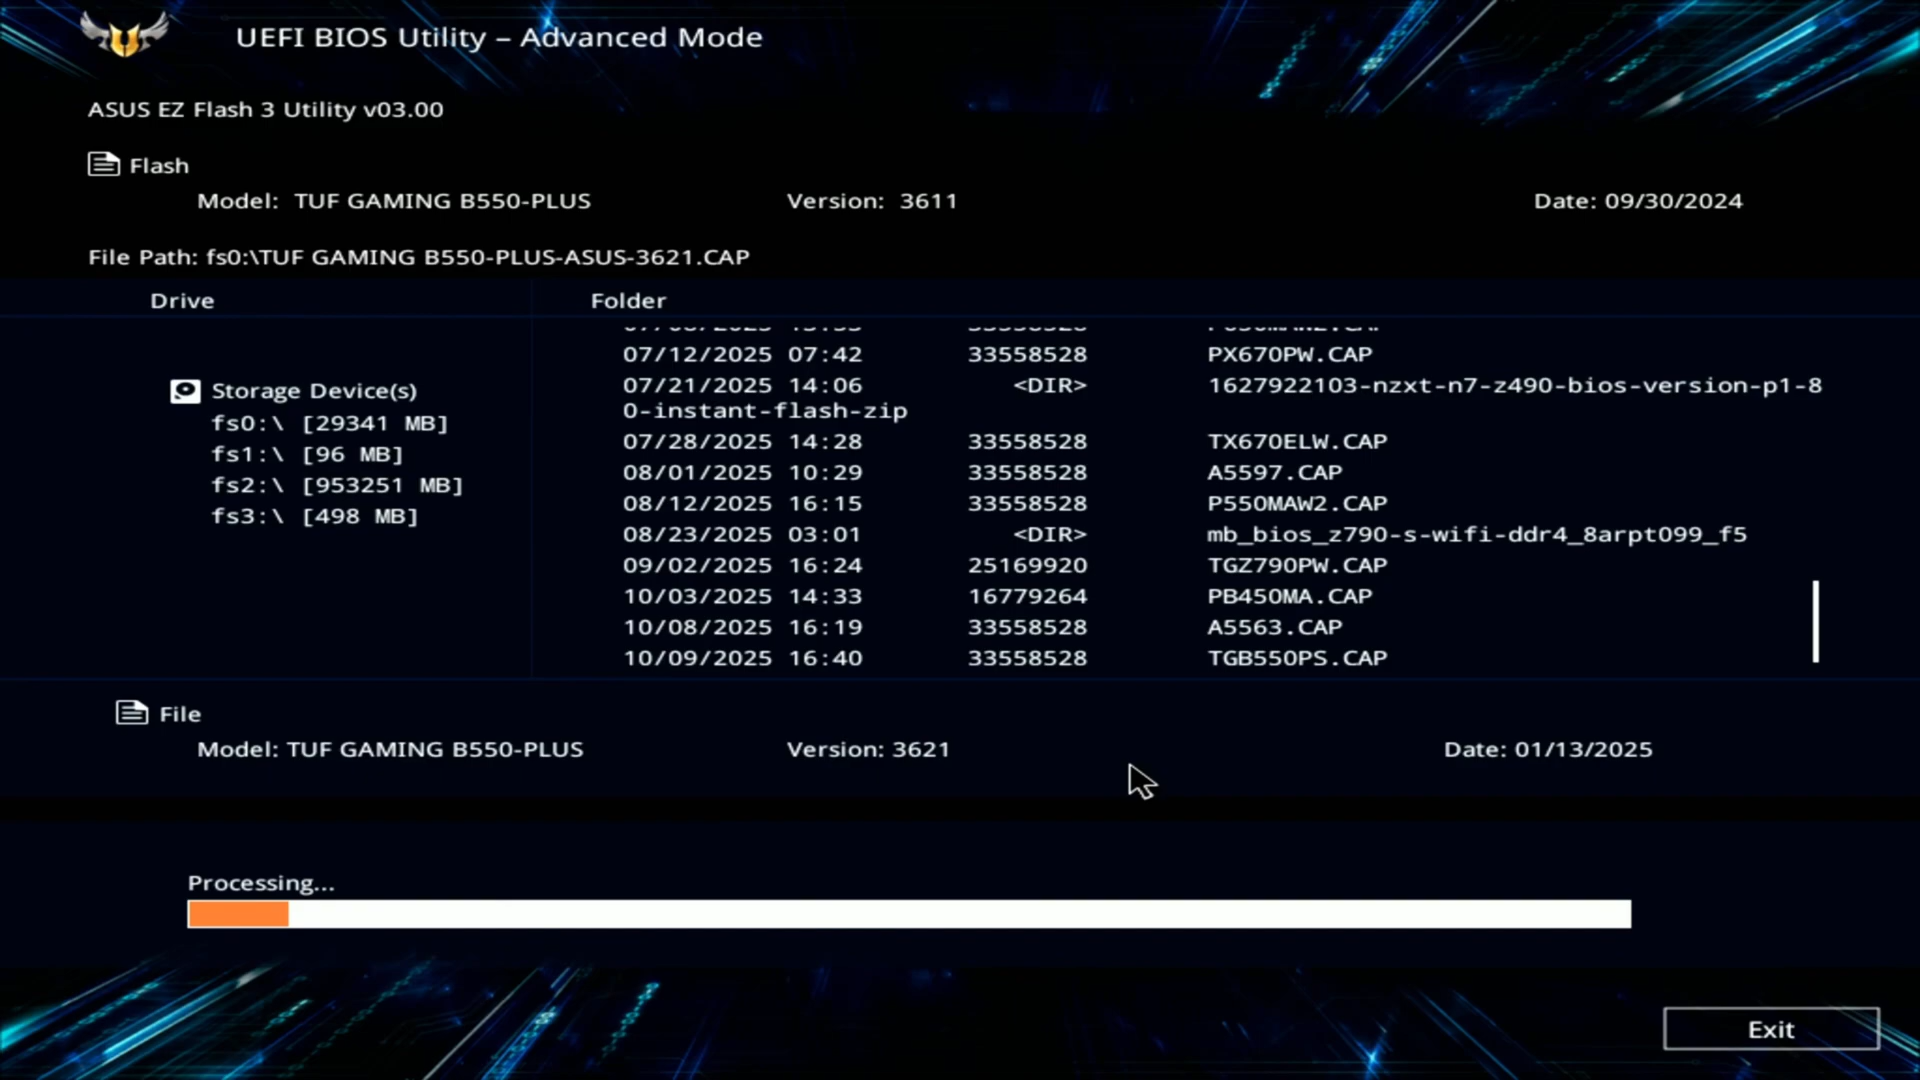 UEFI BIOS Utility – Advanced Mode
ASUS EZ Flash 3 Utility v03.00
Flash
Model: TUF GAMING B550-PLUS Version: 3611 Date: 09/30/2024
File Path: fs0:\TUF GAMING B550-PLUS-ASUS-3621.CAP
Drive Folder
Storage Device(s)
fs0:\ [29341 MB]
fs1:\ [96 MB]
fs2:\ [953251 MB]
fs3:\ [498 MB]
07/12/2025 07:42 33558528 PX670PW.CAP
07/21/2025 14:06 <DIR> 1627922103-nzxt-n7-z490-bios-version-p1-8
0-instant-flash-zip
07/28/2025 14:28 33558528 TX670ELW.CAP
08/01/2025 10:29 33558528 A5597.CAP
08/12/2025 16:15 33558528 P550MAW2.CAP
08/23/2025 03:01 <DIR> mb_bios_z790-s-wifi-ddr4_8arpt099_f5
09/02/2025 16:24 25169920 TGZ790PW.CAP
10/03/2025 14:33 16779264 PB450MA.CAP
10/08/2025 16:19 33558528 A5563.CAP
10/09/2025 16:40 33558528 TGB550PS.CAP
File
Model: TUF GAMING B550-PLUS Version: 3621 Date: 01/13/2025
Processing...
Exit